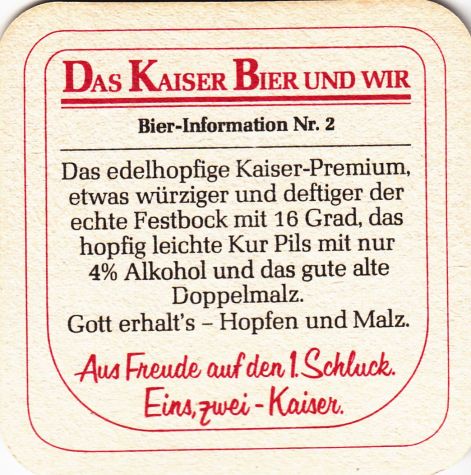 DAS KAISER BIER UND WIR
Bier-Information Nr. 2
Das edelhopfige Kaiser-Premium,
etwas würziger und deftiger der
echte Festbock mit 16 Grad, das
hopfig leichte Kur Pils mit nur
4% Alkohol und das gute alte
Doppelmalz.
Gott erhalt's – Hopfen und Malz.
Aus Freude auf den 1. Schluck.
Eins, zwei - Kaiser.